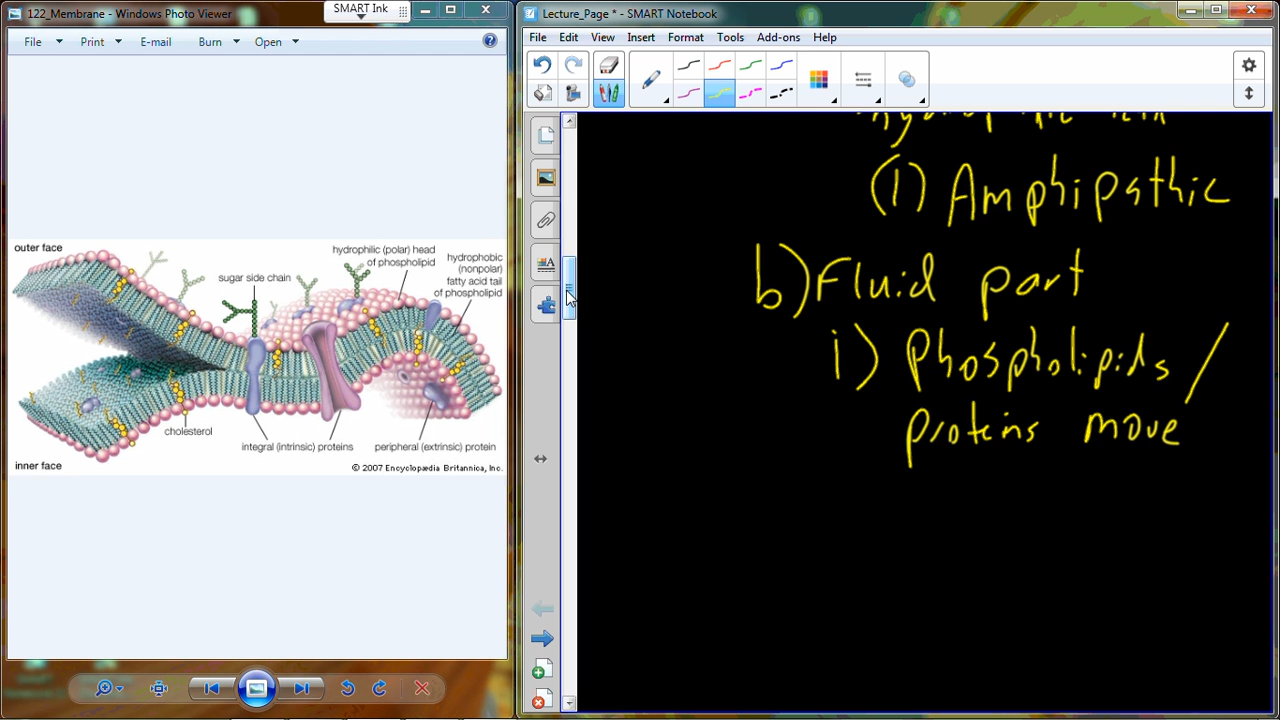 122_Membrane - Windows Photo Viewer
SMART Ink
File Print E-mail Burn Open
outer face
sugar side chain
hydrophilic (polar) head
of phospholipid
hydrophobic
(nonpolar)
fatty acid tail
of phospholipid
cholesterol
integral (intrinsic) proteins
peripheral (extrinsic) protein
inner face
© 2007 Encyclopædia Britannica, Inc.
Lecture_Page * - SMART Notebook
File Edit View Insert Format Tools Add-ons Help
(1) Amphipathic
b) Fluid part
i) Phospholipids /
proteins move